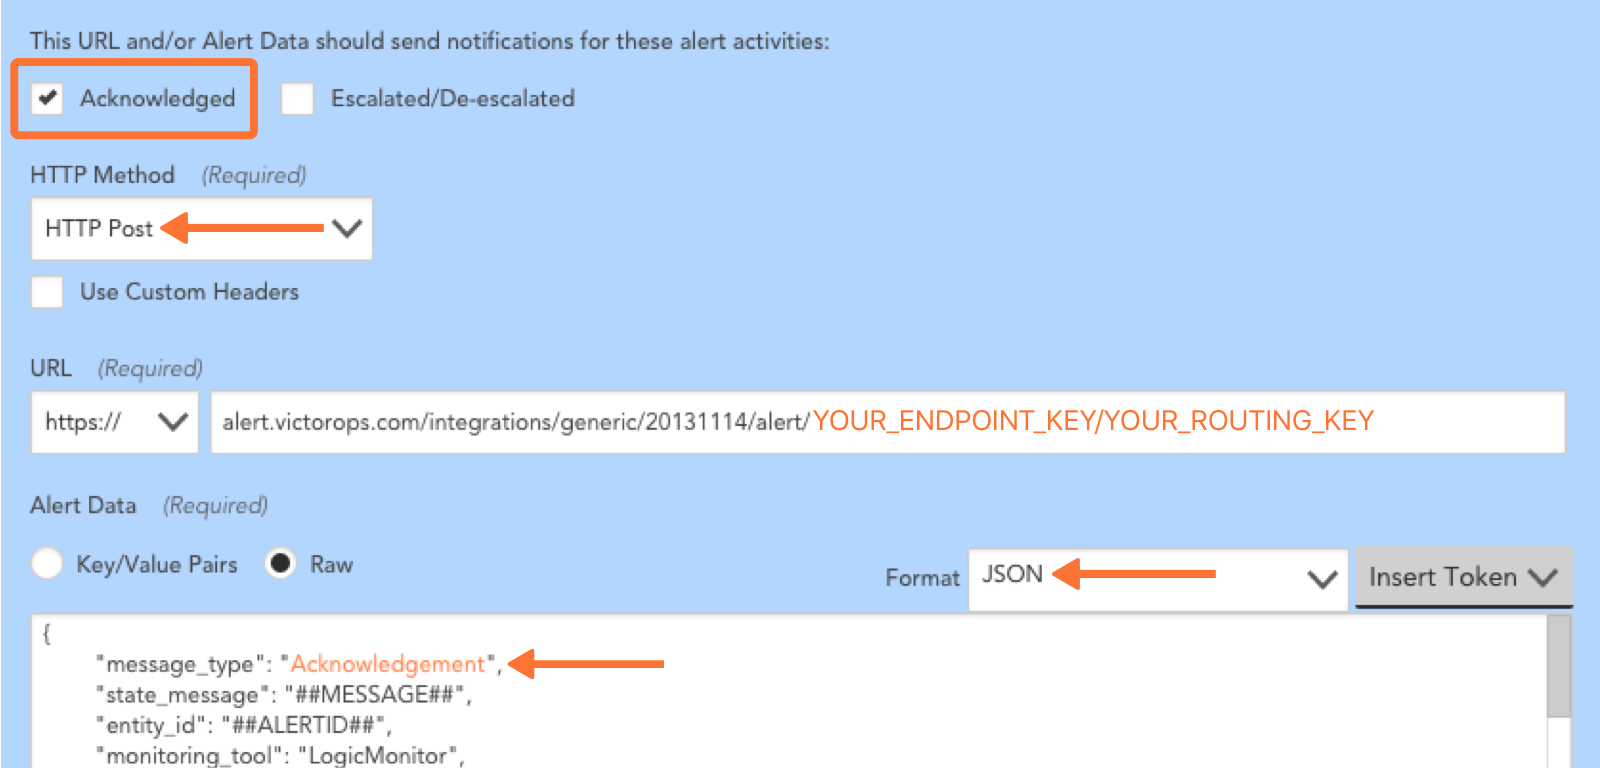 This URL and/or Alert Data should send notifications for these alert activities:
Acknowledged Escalated/De-escalated
HTTP Method (Required)
HTTP Post
Use Custom Headers
URL (Required)
https:// alert.victorops.com/integrations/generic/20131114/alert/YOUR_ENDPOINT_KEY/YOUR_ROUTING_KEY
Alert Data (Required)
Key/Value Pairs Raw Format JSON Insert Token
{
"message_type": "Acknowledgement",
"state_message": "##MESSAGE##",
"entity_id": "##ALERTID##",
"monitoring_tool": "LogicMonitor",